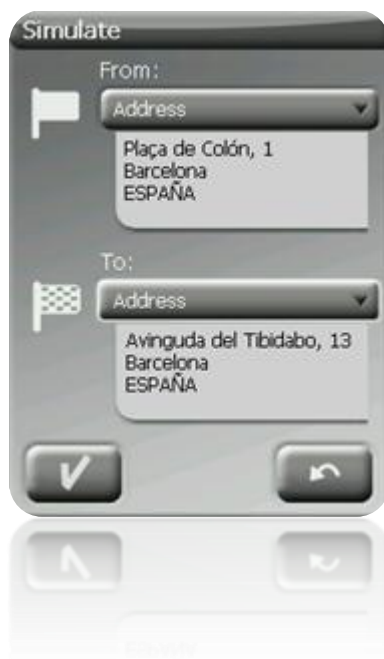 Simulate
From:
Address
Plaça de Colón, 1
Barcelona
ESPAÑA
To:
Address
Avinguda del Tibidabo, 13
Barcelona
ESPAÑA